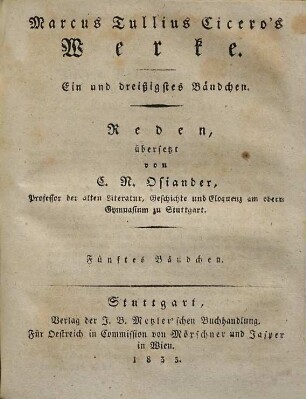 Marcus Tullius Cicero's
Werke.
Ein und dreißigstes Bändchen.
Reden,
übersetzt
von
C. N. Osiander,
Professor der alten Literatur, Geschichte und Eloquenz am obern
Gymnasium zu Stuttgart.
Fünftes Bändchen.
Stuttgart,
Verlag der J. B. Metzler'schen Buchhandlung.
Für Oestreich in Commission von Mörschner und Jasper
in Wien.
1835.